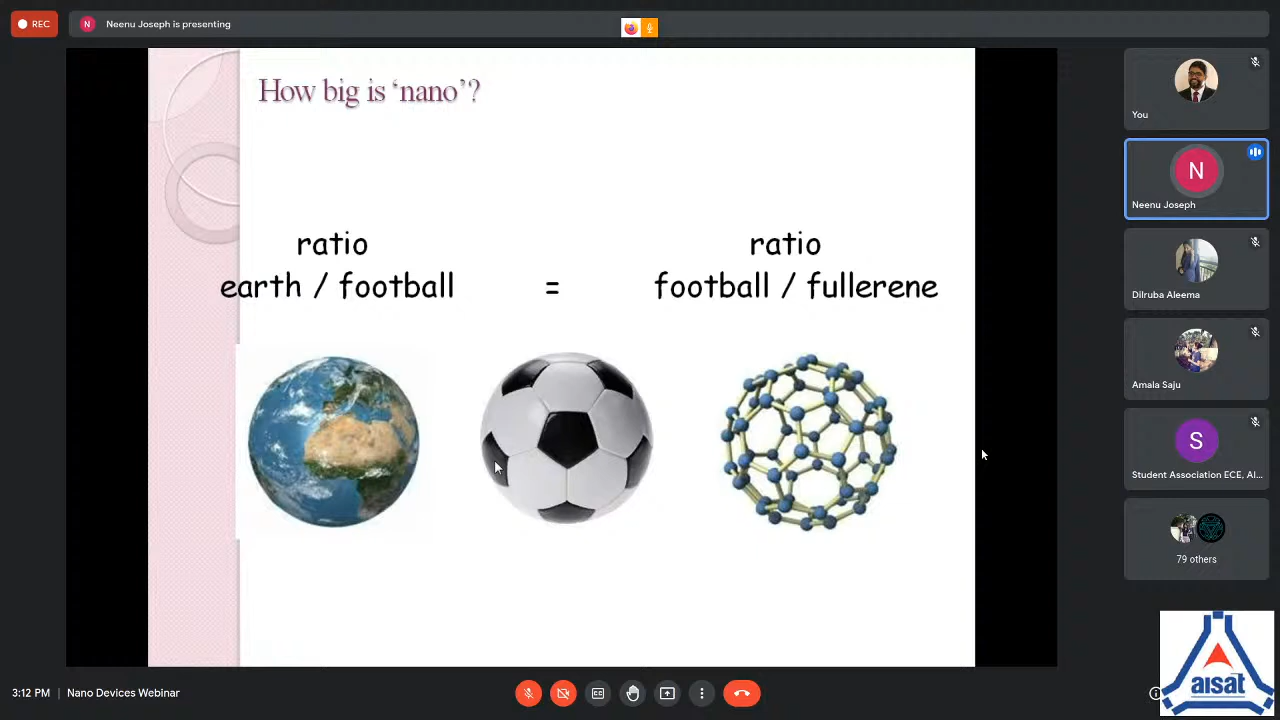 REC
N
Neenu Joseph is presenting
How big is ‘nano’?
ratio
earth / football
=
ratio
football / fullerene
You
N
Neenu Joseph
Dilruba Aleema
Amala Saju
S
Student Association ECE, AI...
79 others
aisat
3:12 PM | Nano Devices Webinar
CC